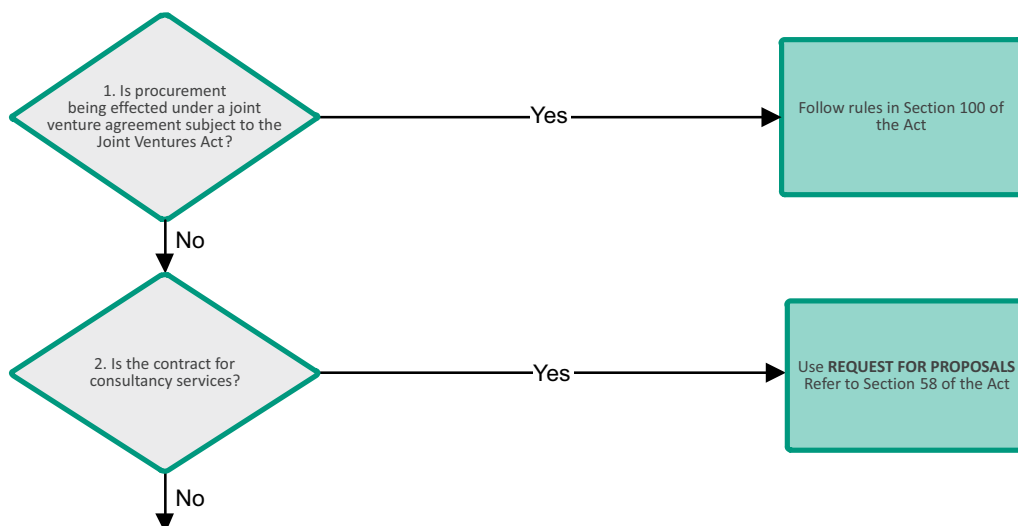 1. Is procurement
being effected under a joint
venture agreement subject to the
Joint Ventures Act?
Yes
Follow rules in Section 100 of
the Act
No
2. Is the contract for
consultancy services?
Yes
Use REQUEST FOR PROPOSALS
Refer to Section 58 of the Act
No